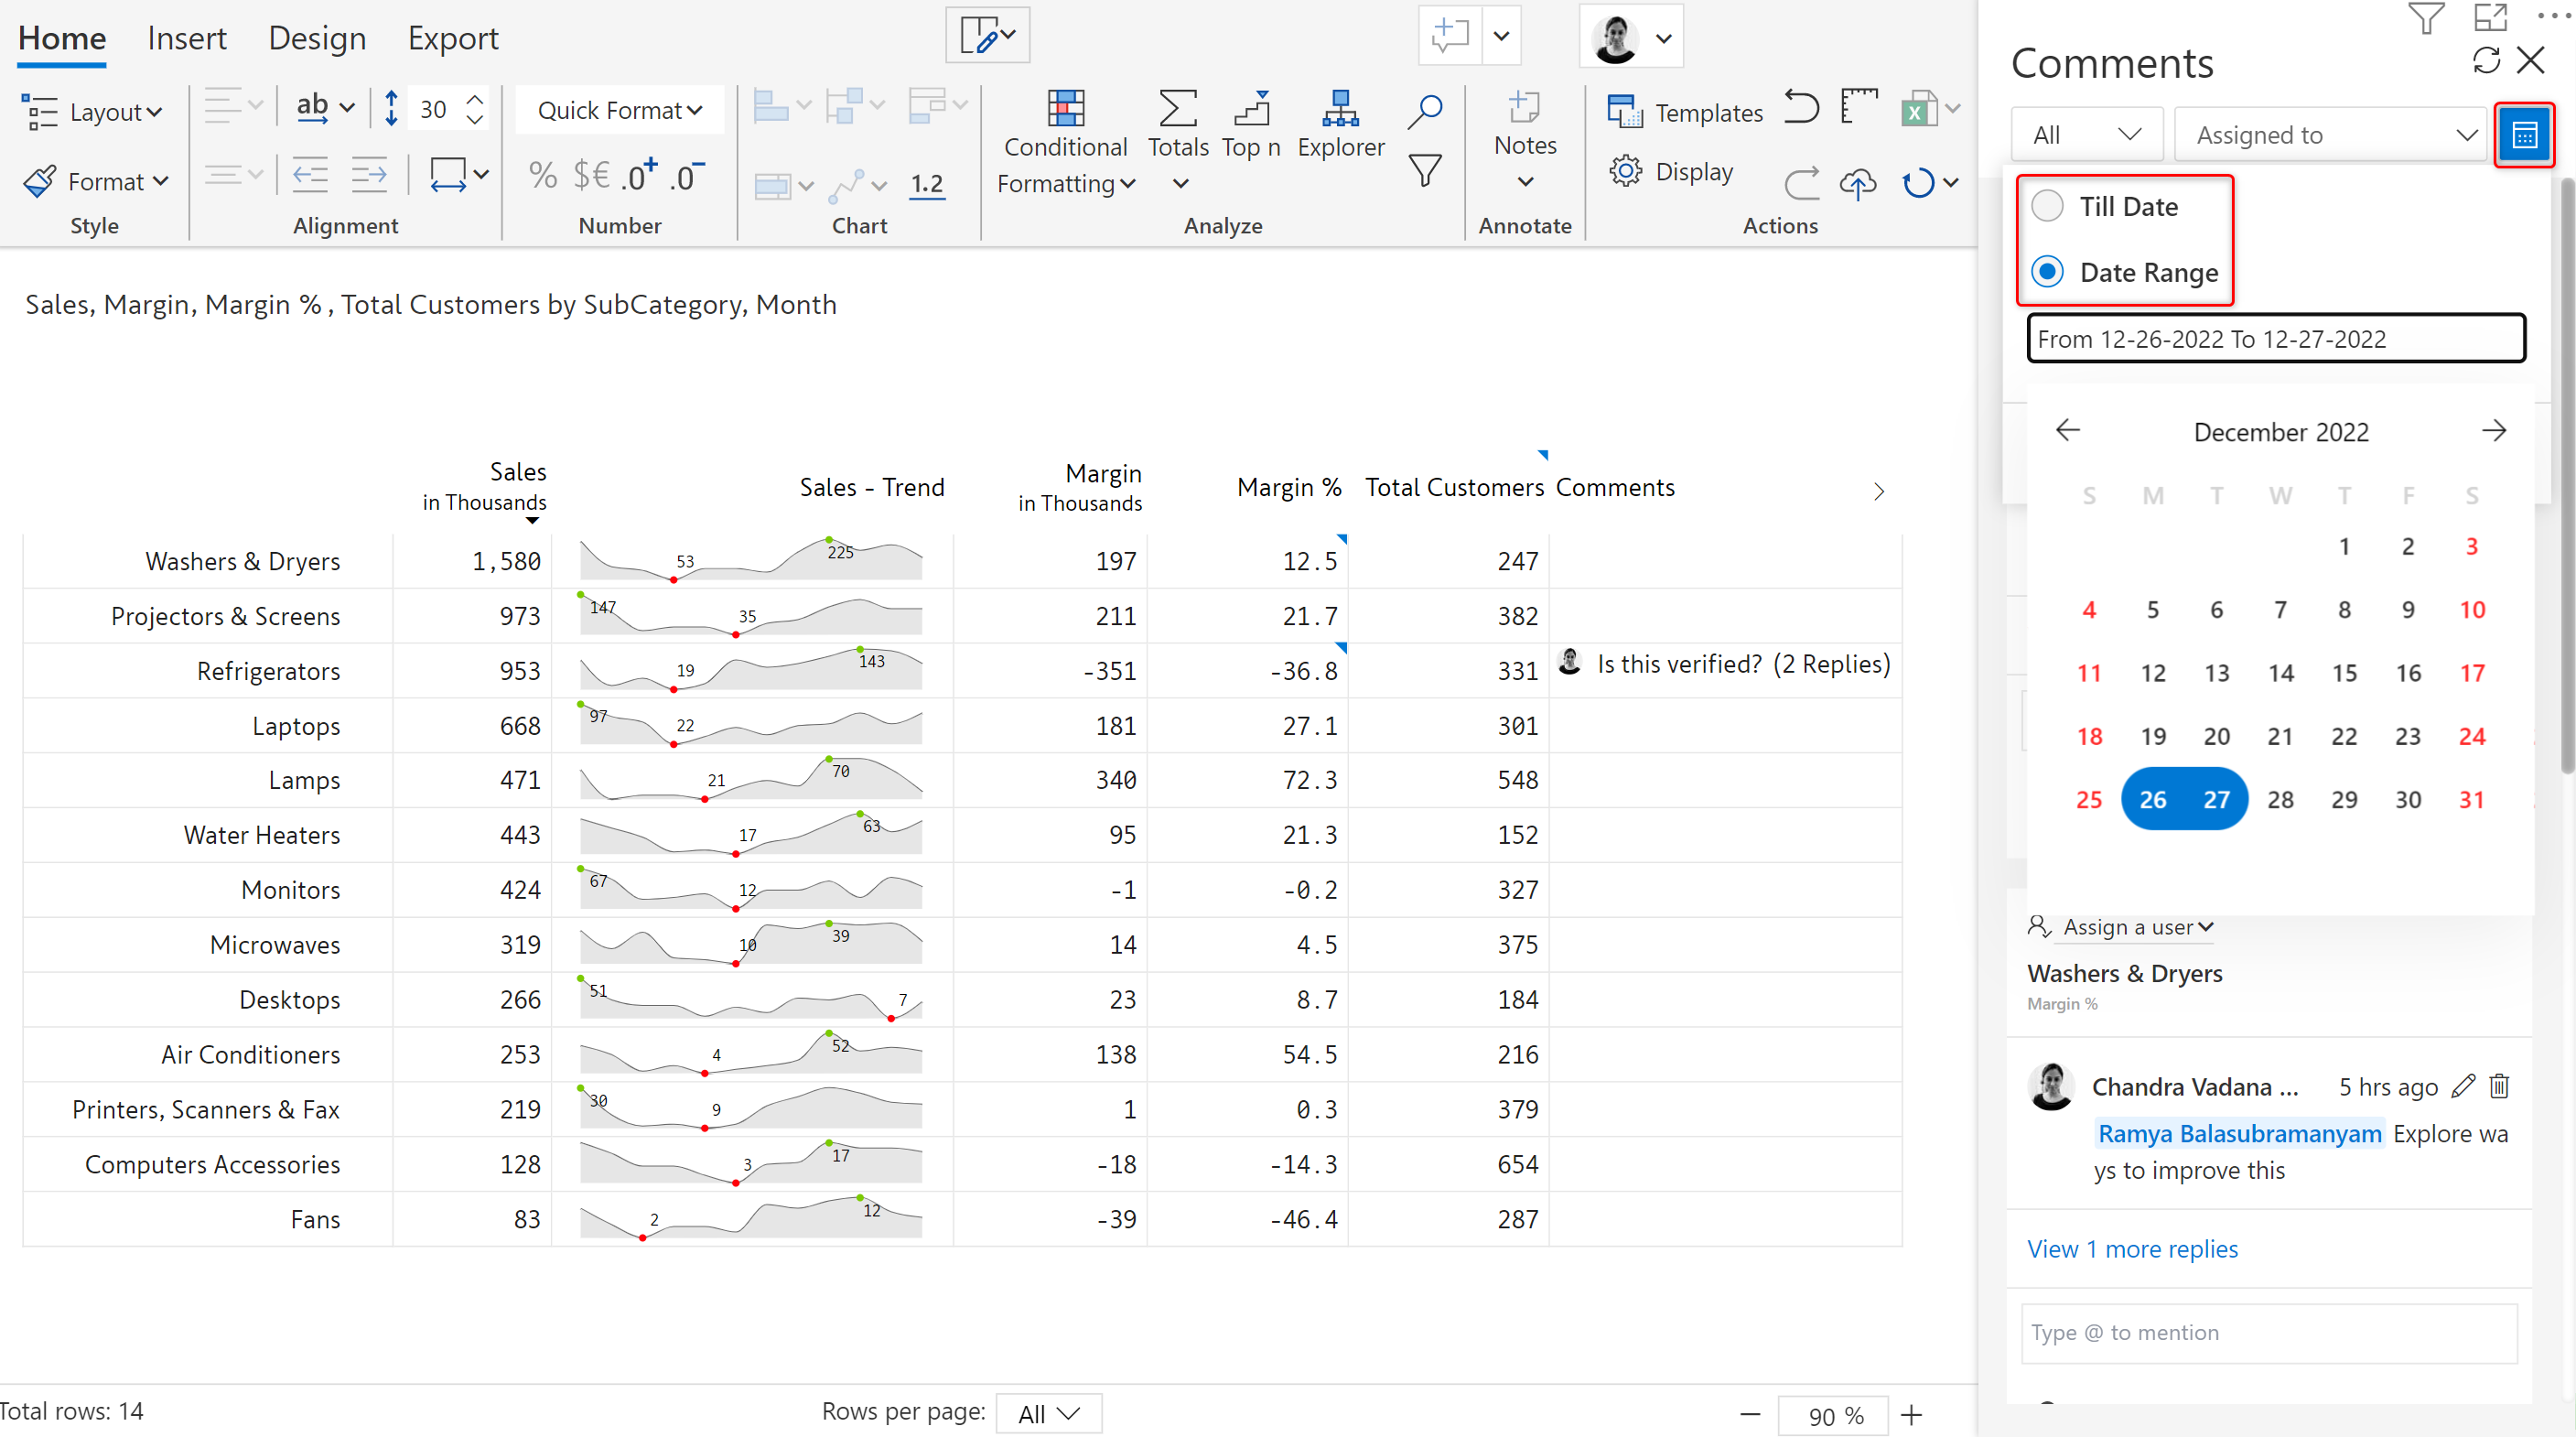 Home Insert Design Export
Layout
ab
30
Quick Format
Format
% $€ .0+ .0−
1.2
Conditional Formatting
Totals
Top n
Explorer
Notes
Templates
Display
Style
Alignment
Number
Chart
Analyze
Annotate
Actions
Sales, Margin, Margin % , Total Customers by SubCategory, Month
Sales in Thousands Sales - Trend Margin in Thousands Margin % Total Customers Comments
Washers & Dryers 1,580 53 225 197 12.5 247
Projectors & Screens 973 147 35 211 21.7 382
Refrigerators 953 19 143 -351 -36.8 331 Is this verified? (2 Replies)
Laptops 668 97 22 181 27.1 301
Lamps 471 21 70 340 72.3 548
Water Heaters 443 17 63 95 21.3 152
Monitors 424 67 12 -1 -0.2 327
Microwaves 319 10 39 14 4.5 375
Desktops 266 51 7 23 8.7 184
Air Conditioners 253 4 52 138 54.5 216
Printers, Scanners & Fax 219 30 9 1 0.3 379
Computers Accessories 128 3 17 -18 -14.3 654
Fans 83 2 12 -39 -46.4 287
Total rows: 14
Rows per page: All
90 %
Comments
All
Assigned to
Till Date
Date Range
From 12-26-2022 To 12-27-2022
December 2022
S M T W T F S
1 2 3
4 5 6 7 8 9 10
11 12 13 14 15 16 17
18 19 20 21 22 23 24
25 26 27 28 29 30 31
Assign a user
Washers & Dryers
Margin %
Chandra Vadana ... 5 hrs ago
Ramya Balasubramanyam Explore wa
ys to improve this
View 1 more replies
Type @ to mention